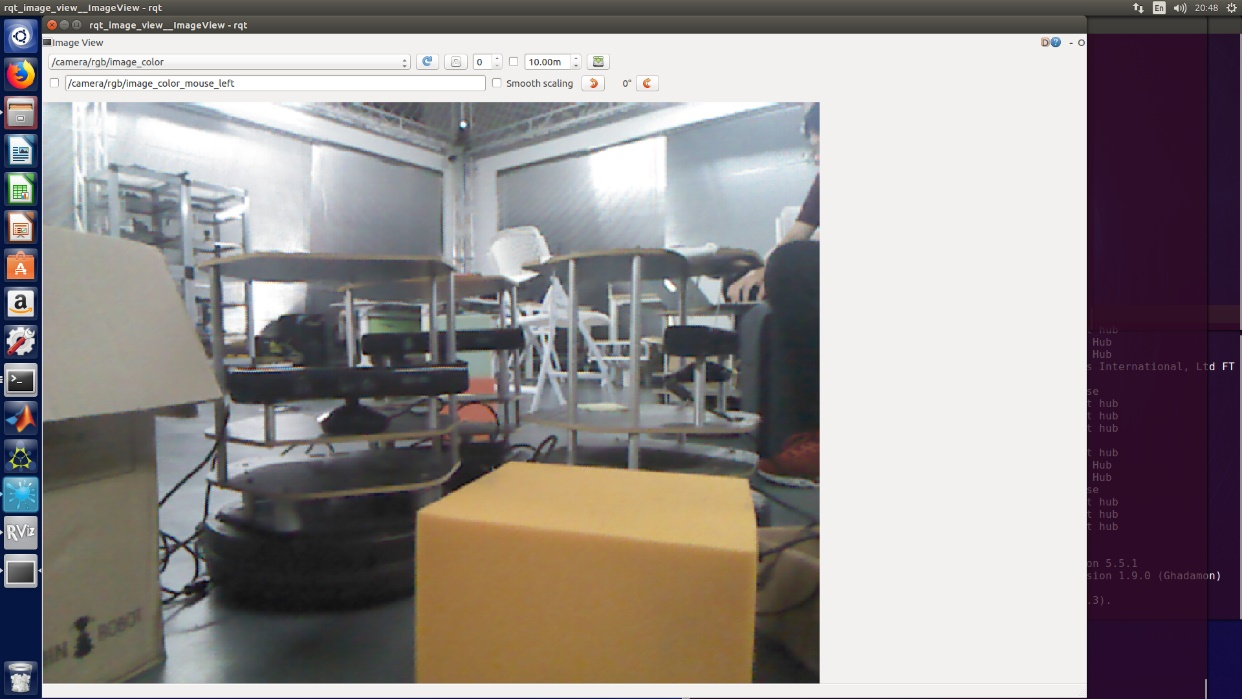 rqt_image_view__ImageView - rqt
En
20:48
rqt_image_view__ImageView - rqt
Image View
D
- O
/camera/rgb/image_color
0
10.00m
/camera/rgb/image_color_mouse_left
Smooth scaling
0°
a
RViz
t hub
Hub
Hub
s International, Ltd FT
se
t hub
t hub
t hub
t hub
Hub
Hub
se
t hub
t hub
t hub
on 5.5.1
sion 1.9.0 (Ghadamon)
.3).
ROBOT